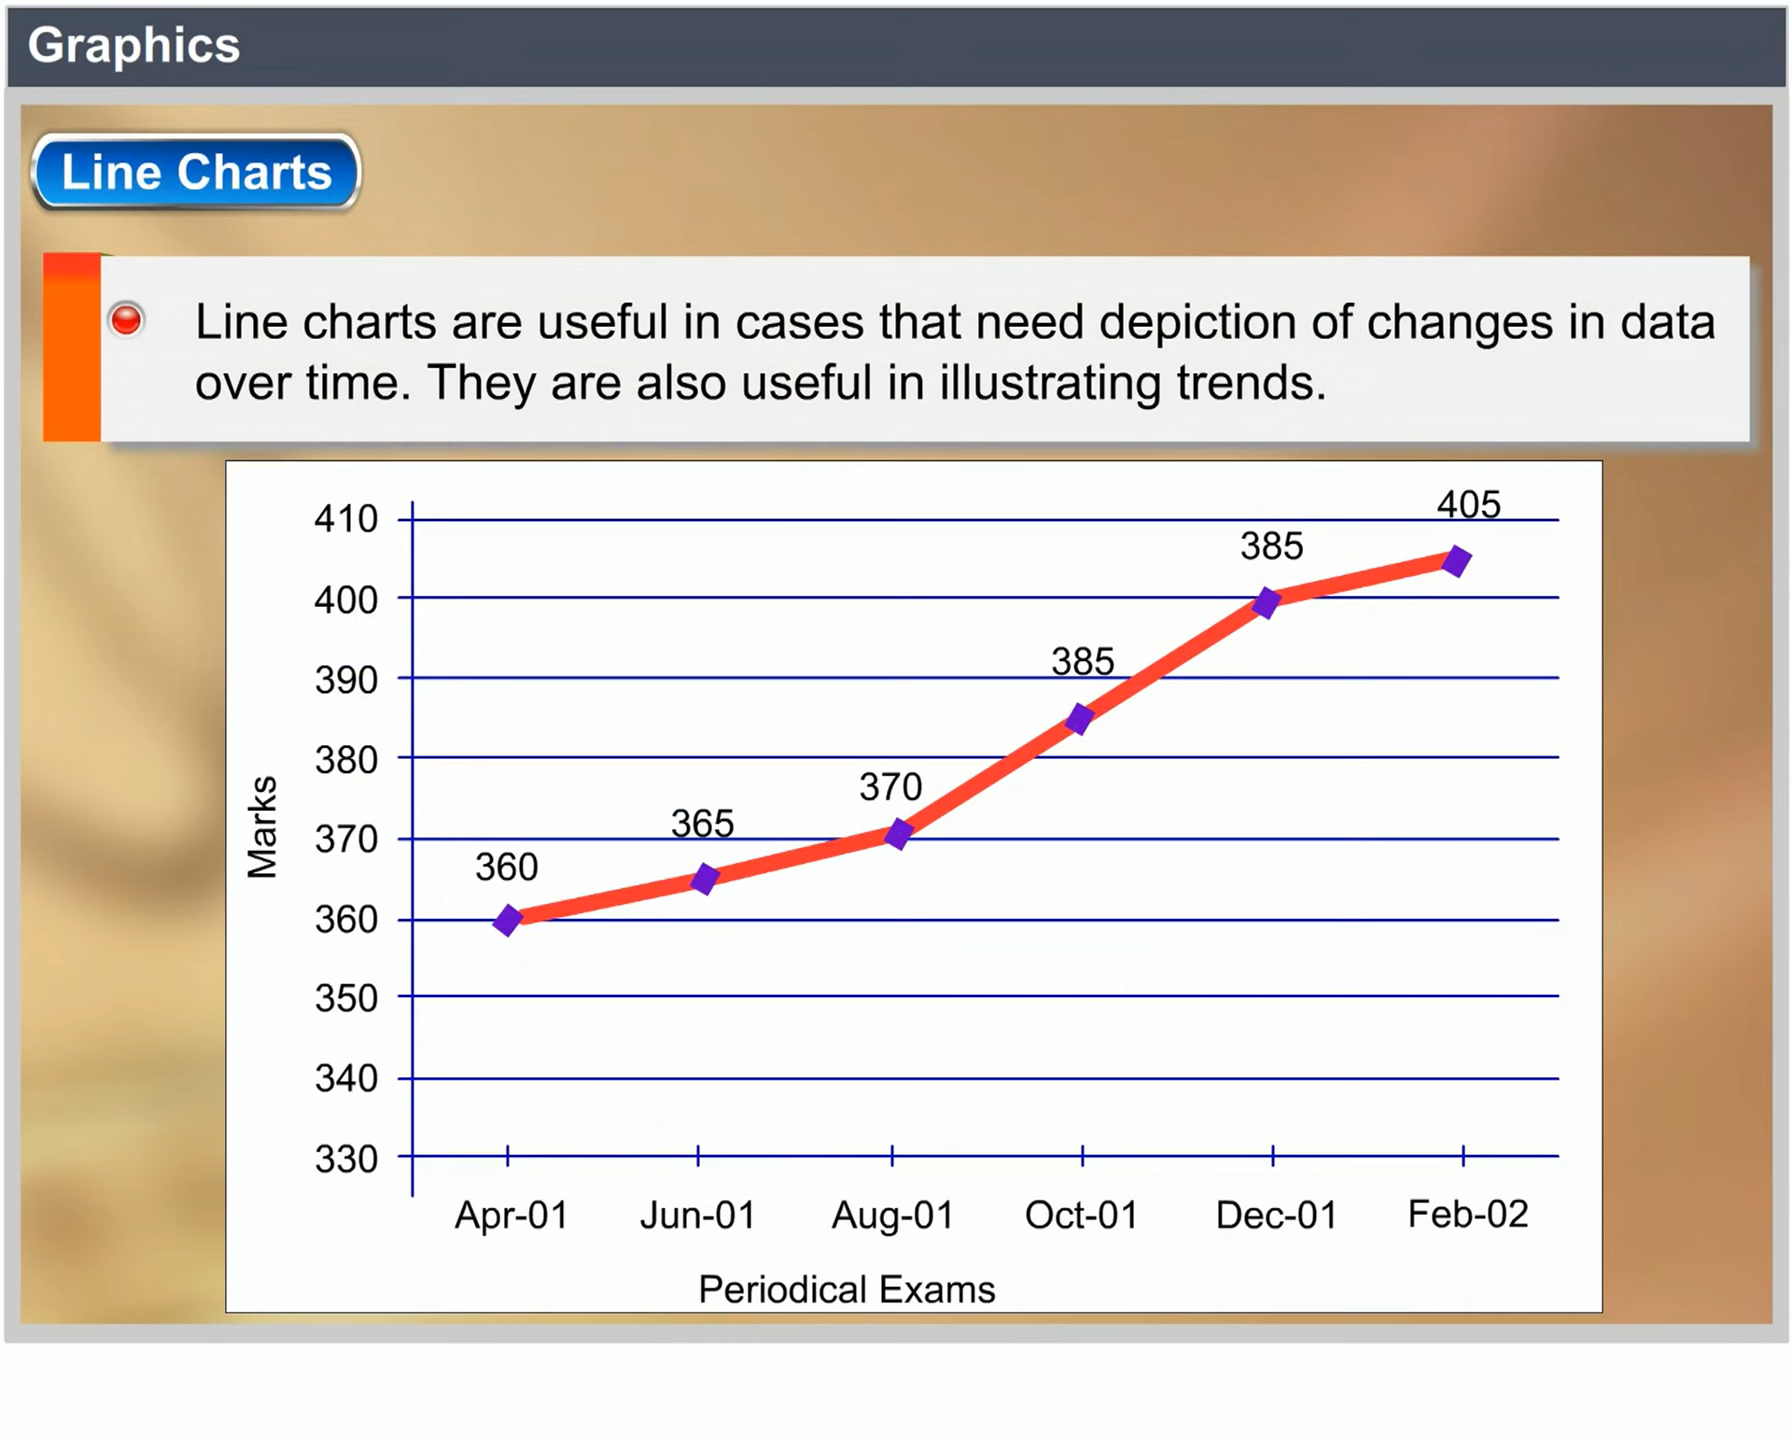 Graphics
Line Charts
Line charts are useful in cases that need depiction of changes in data
over time. They are also useful in illustrating trends.
410
400
390
380
370
360
350
340
330
Marks
360
365
370
385
385
405
Apr-01 Jun-01 Aug-01 Oct-01 Dec-01 Feb-02
Periodical Exams